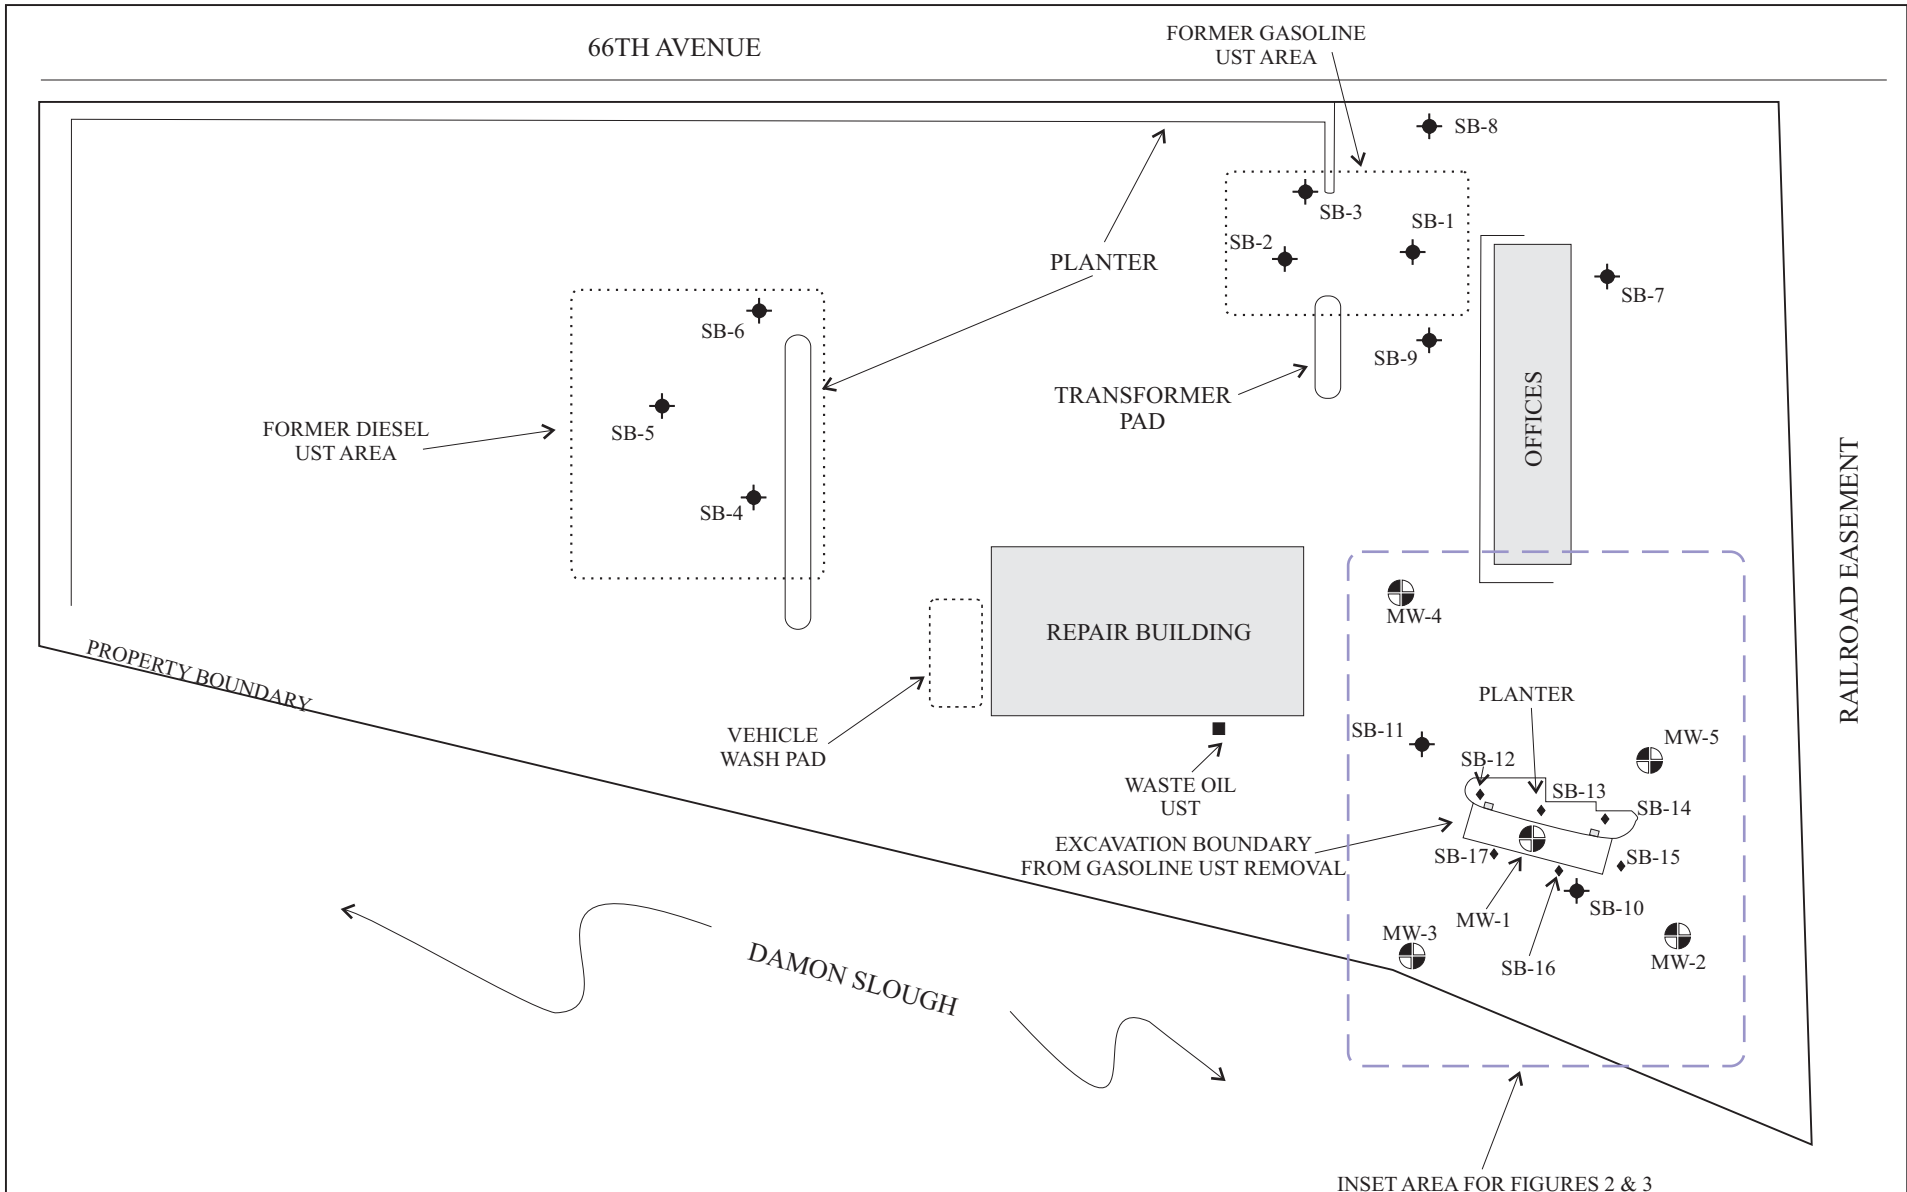 66TH AVENUE
FORMER GASOLINE
UST AREA
SB-8
SB-3
SB-1
SB-2
PLANTER
SB-7
SB-6
SB-9
TRANSFORMER
PAD
OFFICES
FORMER DIESEL
UST AREA
SB-5
SB-4
RAILROAD EASEMENT
MW-4
REPAIR BUILDING
PROPERTY BOUNDARY
PLANTER
VEHICLE
WASH PAD
SB-11
MW-5
SB-12
WASTE OIL
UST
SB-13
SB-14
EXCAVATION BOUNDARY
FROM GASOLINE UST REMOVAL
SB-17
SB-15
MW-1
SB-10
MW-3
SB-16
MW-2
DAMON SLOUGH
INSET AREA FOR FIGURES 2 & 3